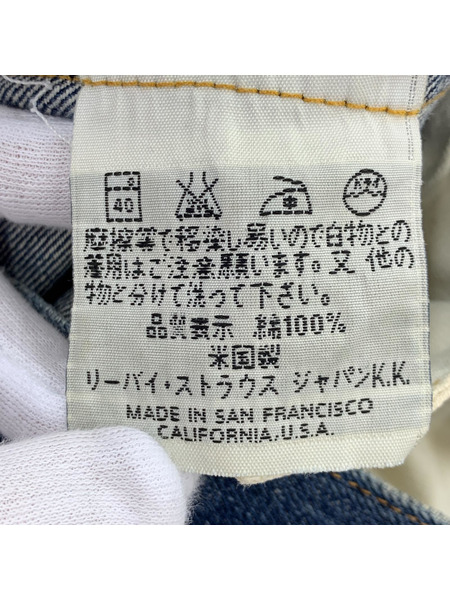 40
摩擦等で移染し易いので白物との
着用はご注意願います。又 他の
物と分けて洗って下さい。
品質表示 綿100%
米国製
リーバイ・ストラウス ジャパンK.K.
MADE IN SAN FRANCISCO
CALIFORNIA, U.S.A.